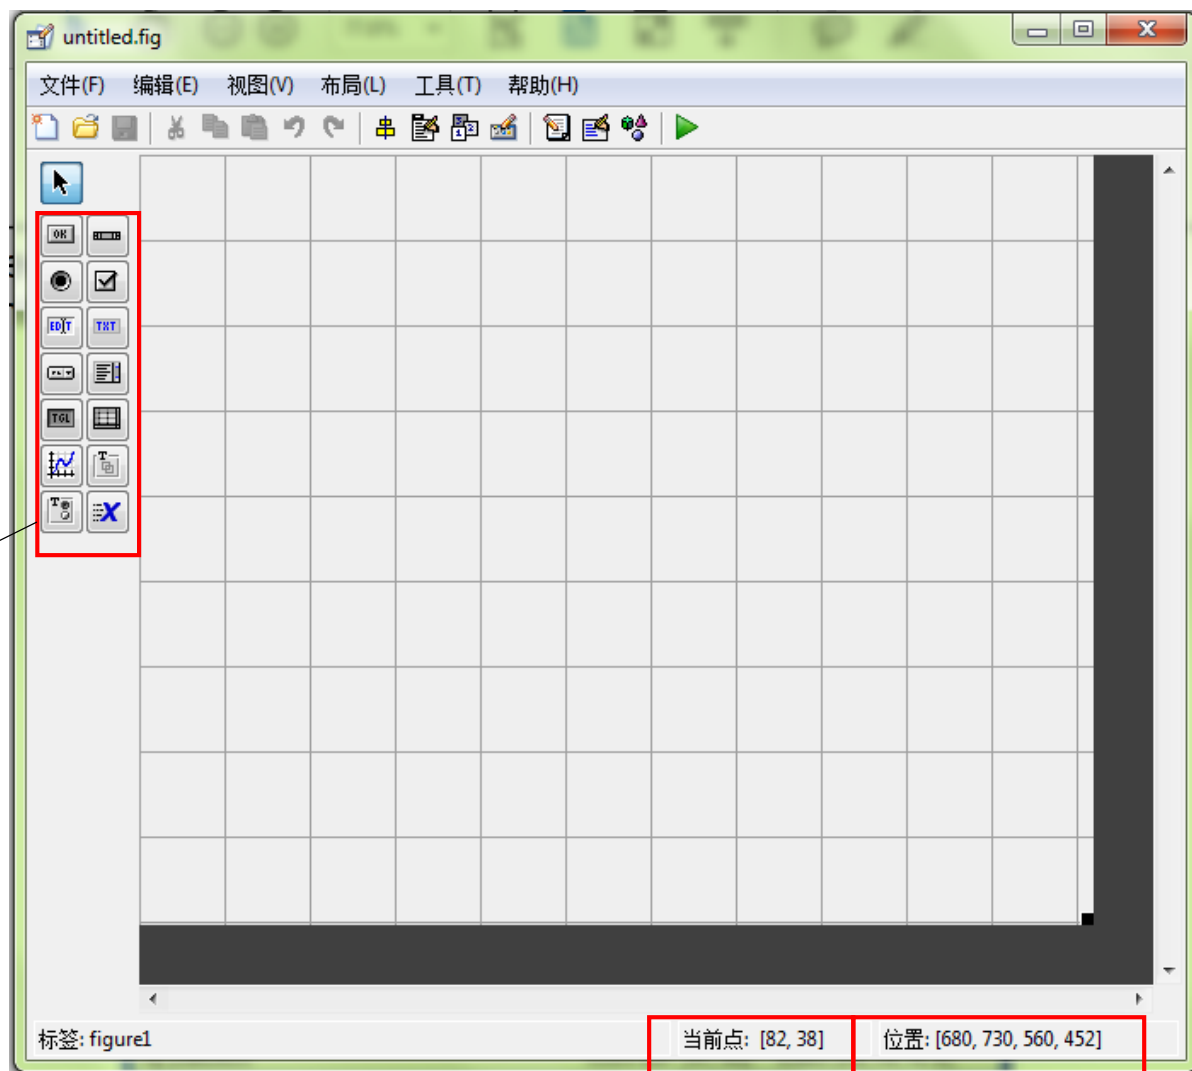 untitled.fig
文件(F) 编辑(E) 视图(V) 布局(L) 工具(T) 帮助(H)
OK
EDIT TXT
TGL
标签: figure1 当前点: [82, 38] 位置: [680, 730, 560, 452]